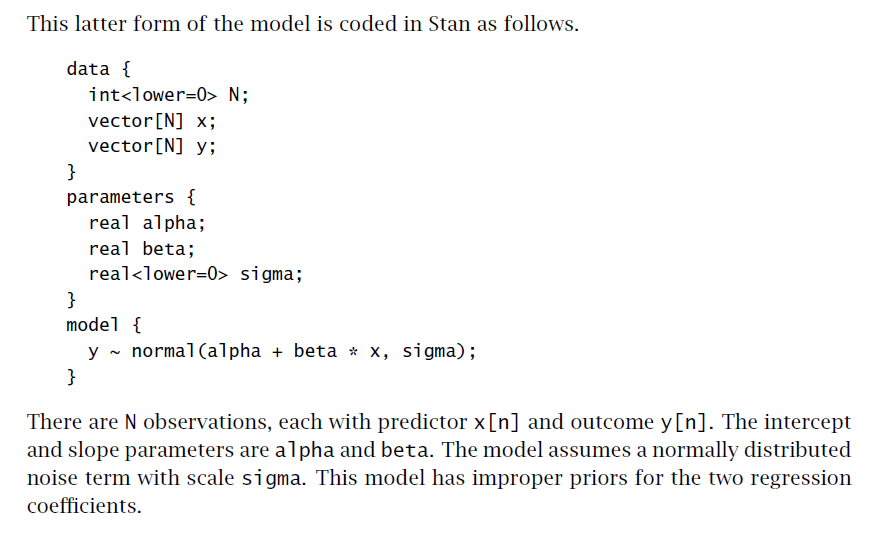 This latter form of the model is coded in Stan as follows.
data {
int<lower=0> N;
vector[N] x;
vector[N] y;
}
parameters {
real alpha;
real beta;
real<lower=0> sigma;
}
model {
y ~ normal(alpha + beta * x, sigma);
}
There are N observations, each with predictor x[n] and outcome y[n]. The intercept
and slope parameters are alpha and beta. The model assumes a normally distributed
noise term with scale sigma. This model has improper priors for the two regression
coefficients.